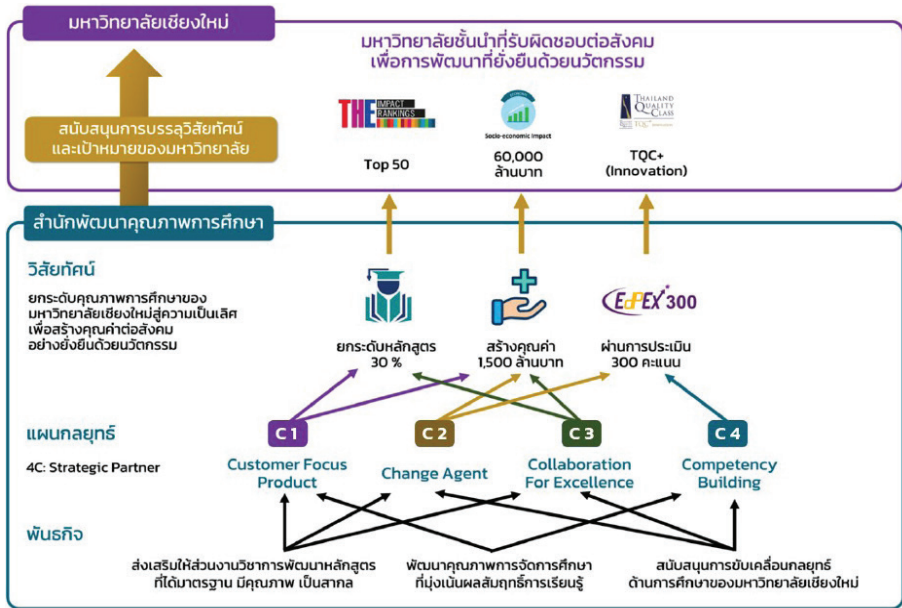 มหาวิทยาลัยเชียงใหม่
มหาวิทยาลัยชั้นนำที่รับผิดชอบต่อสังคม
เพื่อการพัฒนาที่ยั่งยืนด้วยนวัตกรรม
สนับสนุนการบรรลุวิสัยทัศน์
และเป้าหมายของมหาวิทยาลัย
THE IMPACT
RANKINGS
Socio-economic Impact
THAILAND
QUALITY
CLASS
Top 50
60,000
ล้านบาท
TQC+
(Innovation)
สำนักพัฒนาคุณภาพการศึกษา
วิสัยทัศน์
ยกระดับคุณภาพการศึกษาของ
มหาวิทยาลัยเชียงใหม่สู่ความเป็นเลิศ
เพื่อสร้างคุณค่าต่อสังคม
อย่างยั่งยืนด้วยนวัตกรรม
EdPEx 300
ยกระดับหลักสูตร
30 %
สร้างคุณค่า
1,500 ล้านบาท
ผ่านการประเมิน
300 คะแนน
แผนกลยุทธ์
4C: Strategic Partner
C 1
C 2
C 3
C 4
Customer Focus
Product
Change Agent
Collaboration
For Excellence
Competency
Building
พันธกิจ
ส่งเสริมให้ส่วนงานวิชาการพัฒนาหลักสูตร
ที่ได้มาตรฐาน มีคุณภาพ เป็นสากล
พัฒนาคุณภาพการจัดการศึกษา
ที่มุ่งเน้นผลสัมฤทธิ์การเรียนรู้
สนับสนุนการขับเคลื่อนกลยุทธ์
ด้านการศึกษาของมหาวิทยาลัยเชียงใหม่